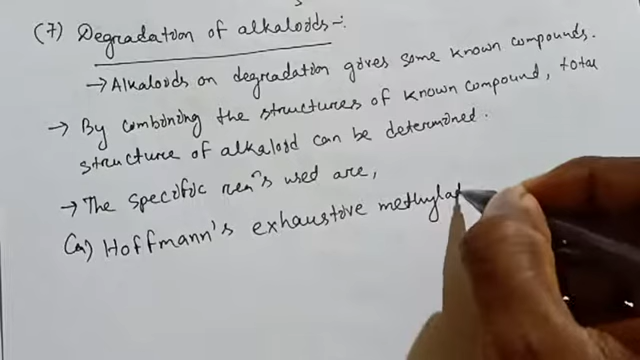 (7) Degradation of alkaloids :-
→ Alkaloids on degradation gives some known compounds.
→ By combining the structures of known compound, total
structure of alkaloid can be determined.
→ The specific rea^n's used are,
(a) Hoffmann's exhaustive methylat